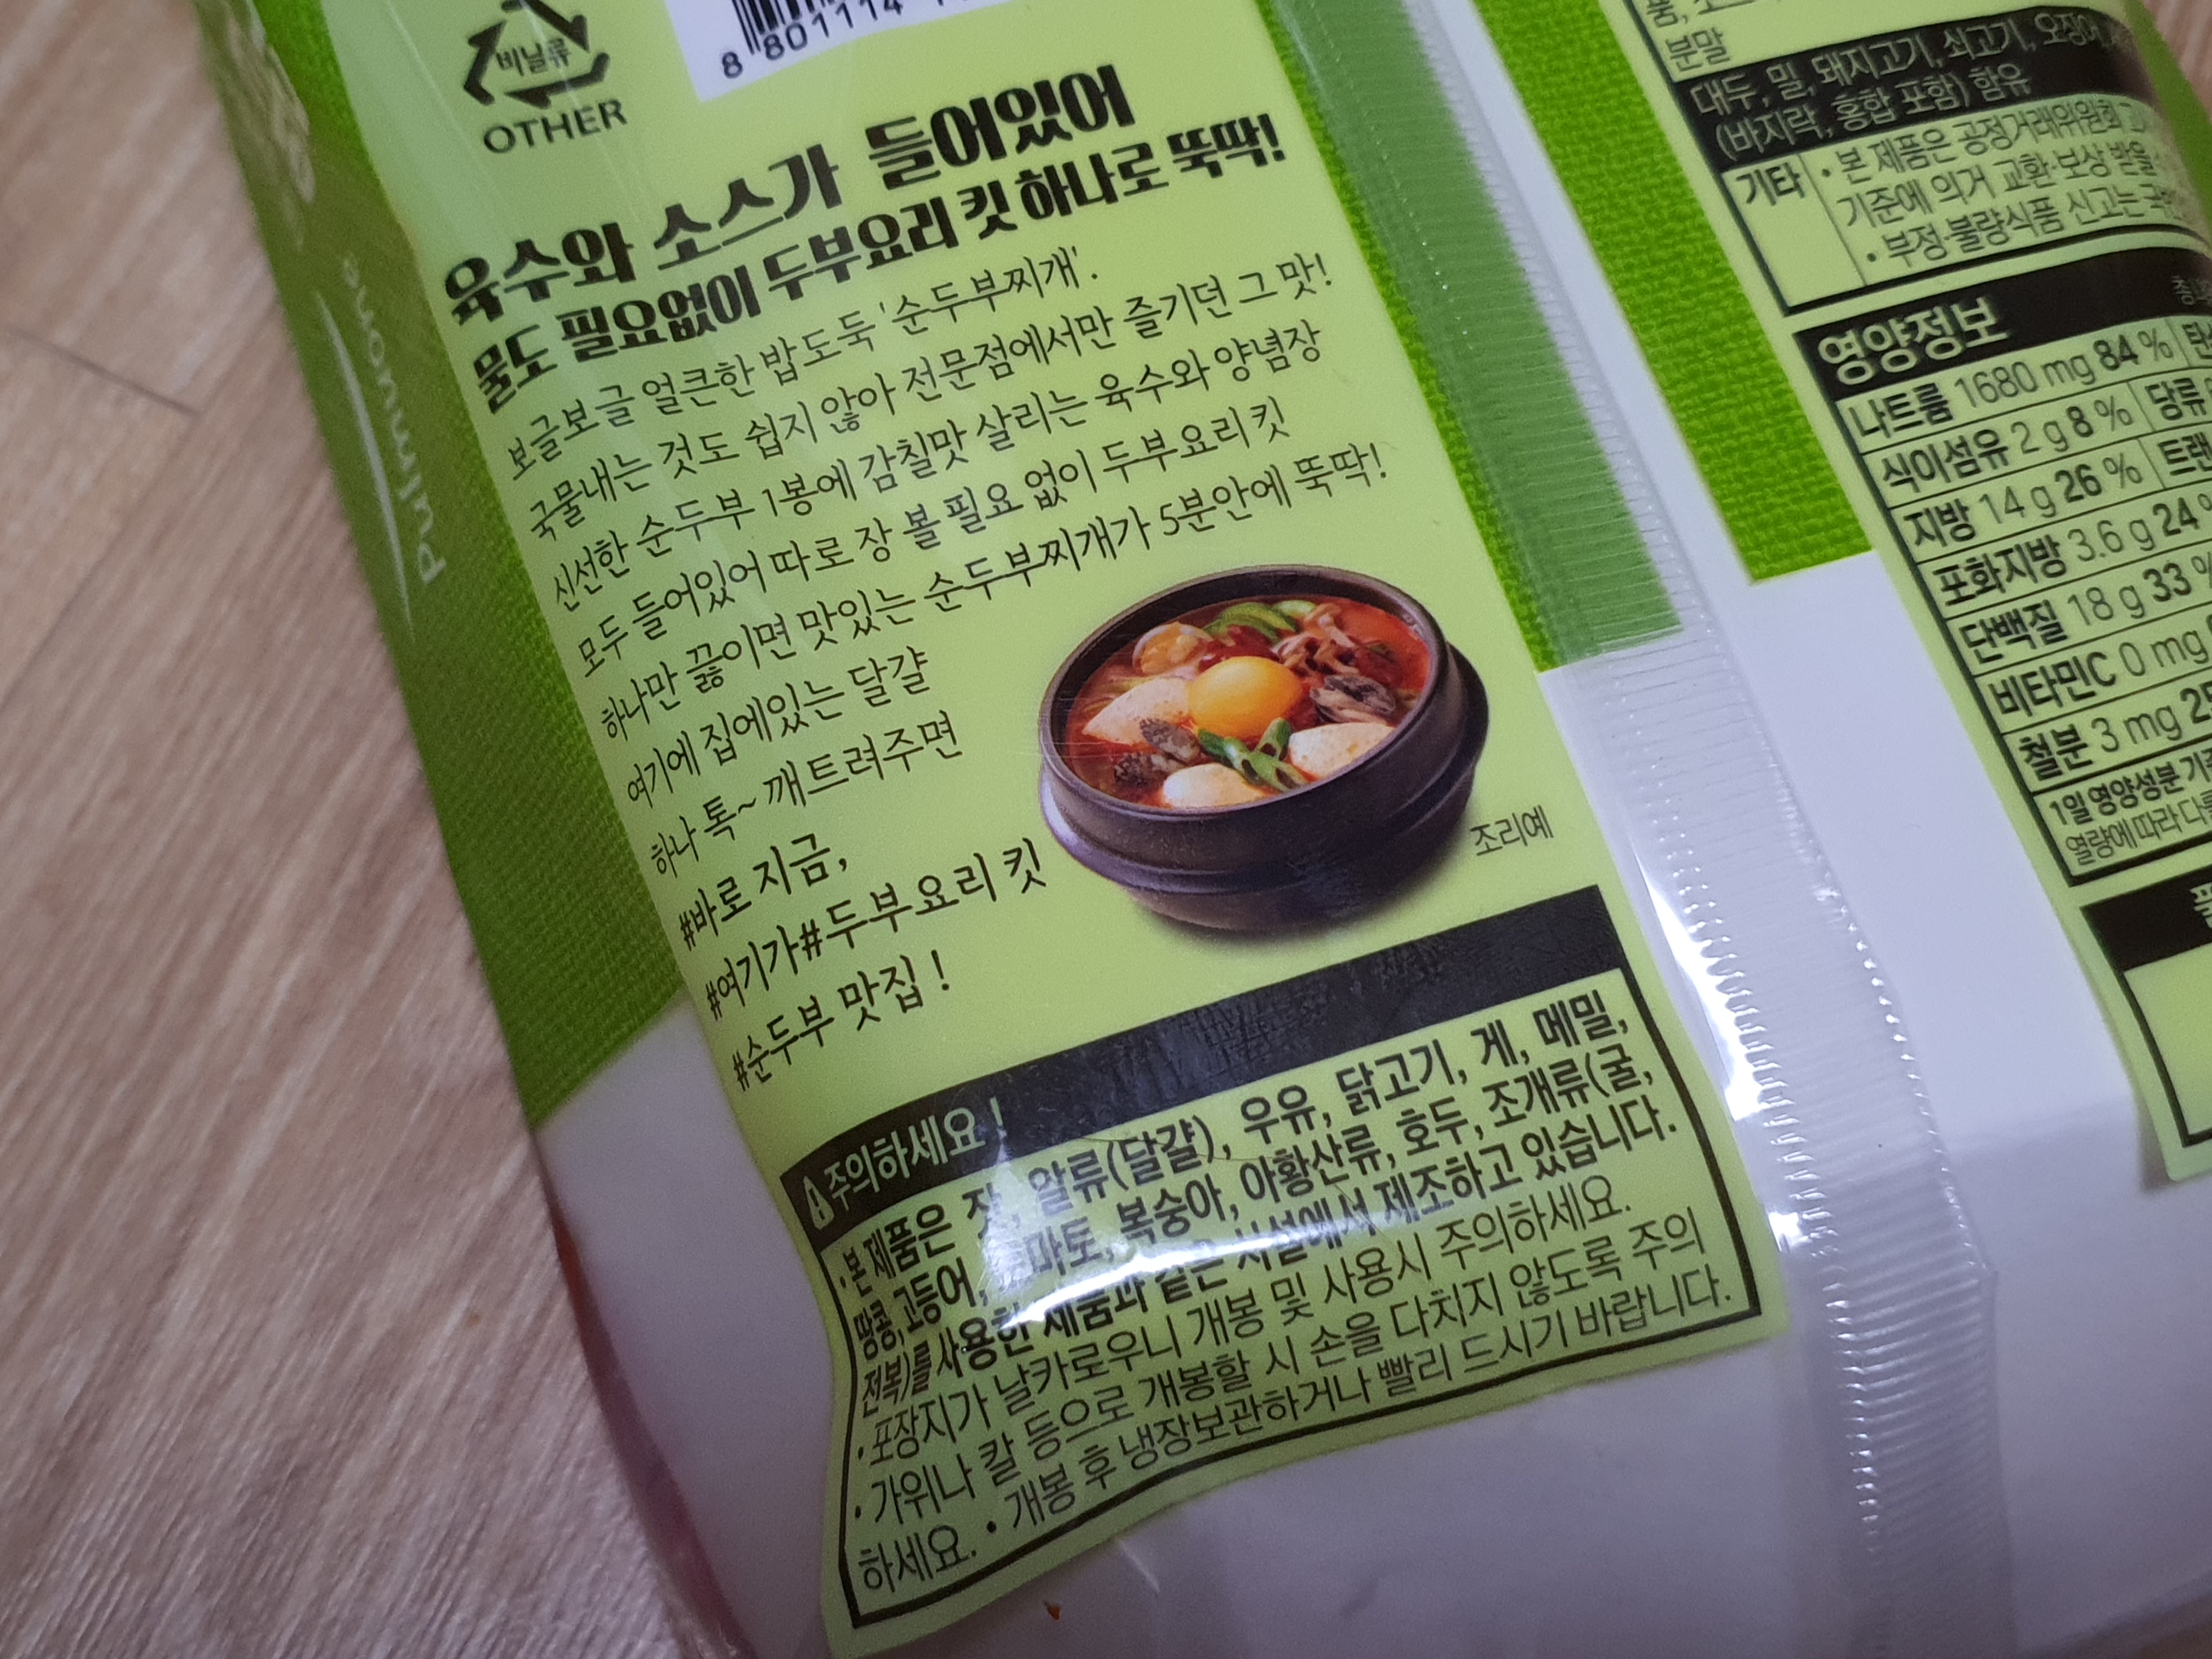 비닐류
OTHER
8 801114
육수와 소스가 들어있어
물도 필요없이 두부요리 킷 하나로 뚝딱!
보글보글 얼큰한 밥도둑 '순두부찌개'.
국물내는 것도 쉽지 않아 전문점에서만 즐기던 그 맛!
신선한 순두부 1봉에 감칠맛 살리는 육수와 양념장
모두 들어있어 따로 장 볼 필요 없이 두부요리 킷
하나만 끓이면 맛있는 순두부찌개가 5분안에 뚝딱!
여기에 집에있는 달걀
하나 톡~ 깨트려주면
#바로 지금,
#여기가#두부요리 킷
#순두부 맛집 !
조리예
주의하세요 !
· 본 제품은 잣, 알류(달걀), 우유, 닭고기, 게, 메밀,
땅콩, 고등어, 토마토, 복숭아, 아황산류, 호두, 조개류(굴,
전복)를 사용한 제품과 같은 시설에서 제조하고 있습니다.
· 포장지가 날카로우니 개봉 및 사용시 주의하세요.
· 가위나 칼 등으로 개봉할 시 손을 다치지 않도록 주의
하세요. · 개봉 후 냉장보관하거나 빨리 드시기 바랍니다.
Pulmuone
분말
대두, 밀, 돼지고기, 쇠고기, 오징어,
(바지락, 홍합 포함) 함유
기타 · 본 제품은 공정거래위원회
기준에 의거 교환·보상 받을
· 부정·불량식품 신고는
영양정보
나트륨 1680 mg 84 %
식이섬유 2 g 8 % 당류
지방 14 g 26 % 트랜
포화지방 3.6 g 24
단백질 18 g 33 %
비타민C 0 mg
철분 3 mg
1일 영양성분
열량에 따라